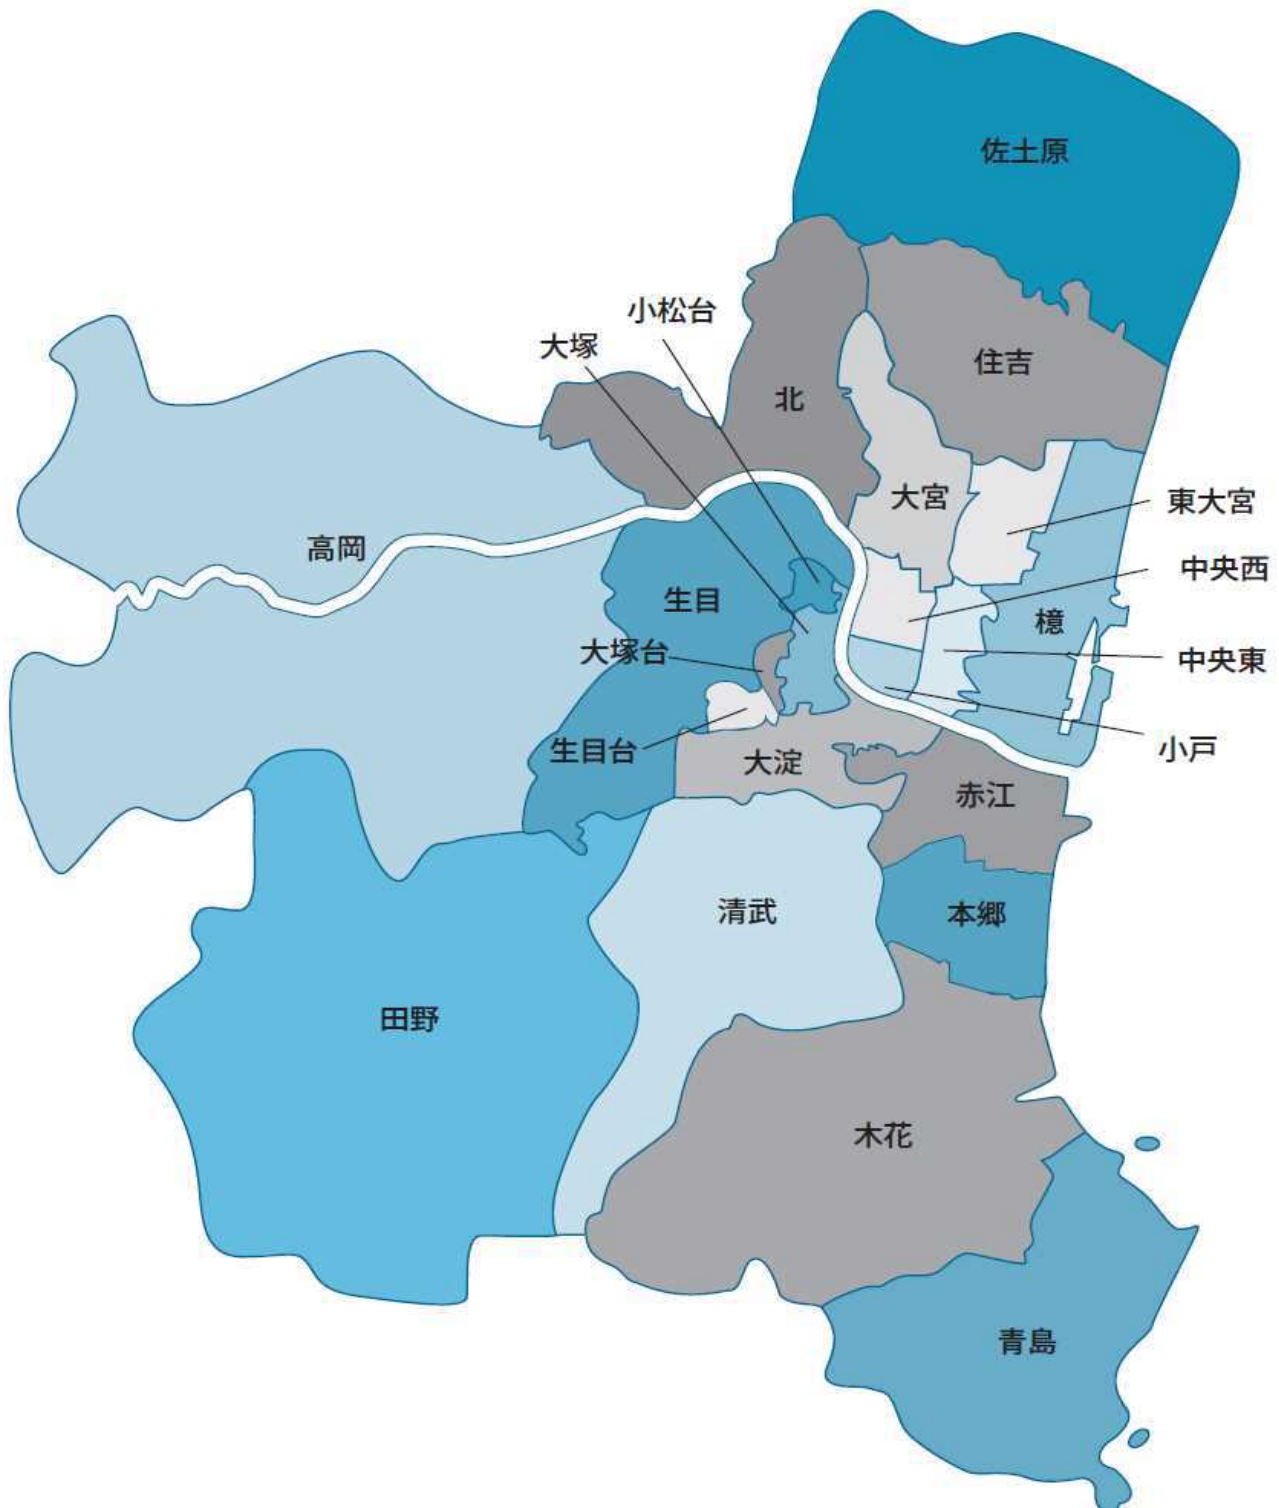 佐土原
小松台
大塚
住吉
北
大宮
東大宮
高岡
中央西
生目
檍
大塚台
中央東
小戸
生目台
大淀
赤江
清武
本郷
田野
木花
青島